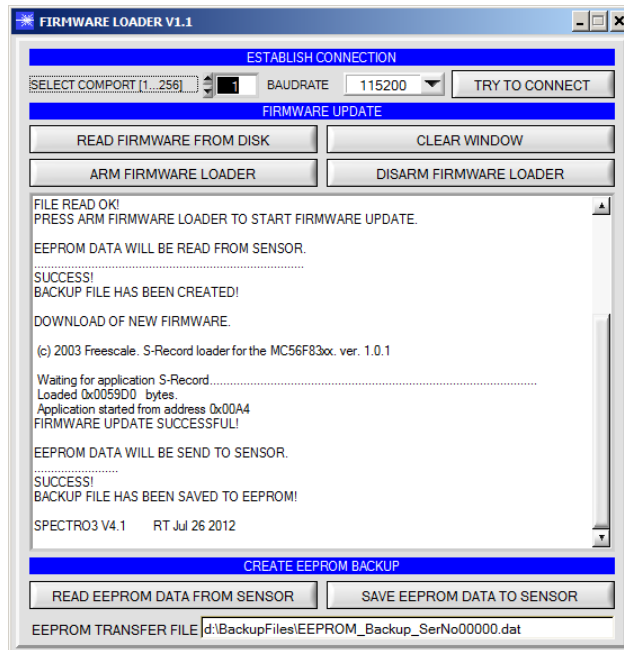 FIRMWARE LOADER V1.1
ESTABLISH CONNECTION
SELECT COMPORT [1...256] 1 BAUDRATE 115200 TRY TO CONNECT
FIRMWARE UPDATE
READ FIRMWARE FROM DISK CLEAR WINDOW
ARM FIRMWARE LOADER DISARM FIRMWARE LOADER
FILE READ OK!
PRESS ARM FIRMWARE LOADER TO START FIRMWARE UPDATE.
EEPROM DATA WILL BE READ FROM SENSOR.
...........................................................................
SUCCESS!
BACKUP FILE HAS BEEN CREATED!
DOWNLOAD OF NEW FIRMWARE.
(c) 2003 Freescale. S-Record loader for the MC56F83xx. ver. 1.0.1
Waiting for application S-Record...........................................................................................
Loaded 0x0059D0 bytes.
Application started from address 0x00A4
FIRMWARE UPDATE SUCCESSFUL!
EEPROM DATA WILL BE SEND TO SENSOR.
.......................
SUCCESS!
BACKUP FILE HAS BEEN SAVED TO EEPROM!
SPECTRO3 V4.1 RT Jul 26 2012
CREATE EEPROM BACKUP
READ EEPROM DATA FROM SENSOR SAVE EEPROM DATA TO SENSOR
EEPROM TRANSFER FILE d:\BackupFiles\EEPROM_Backup_SerNo00000.dat